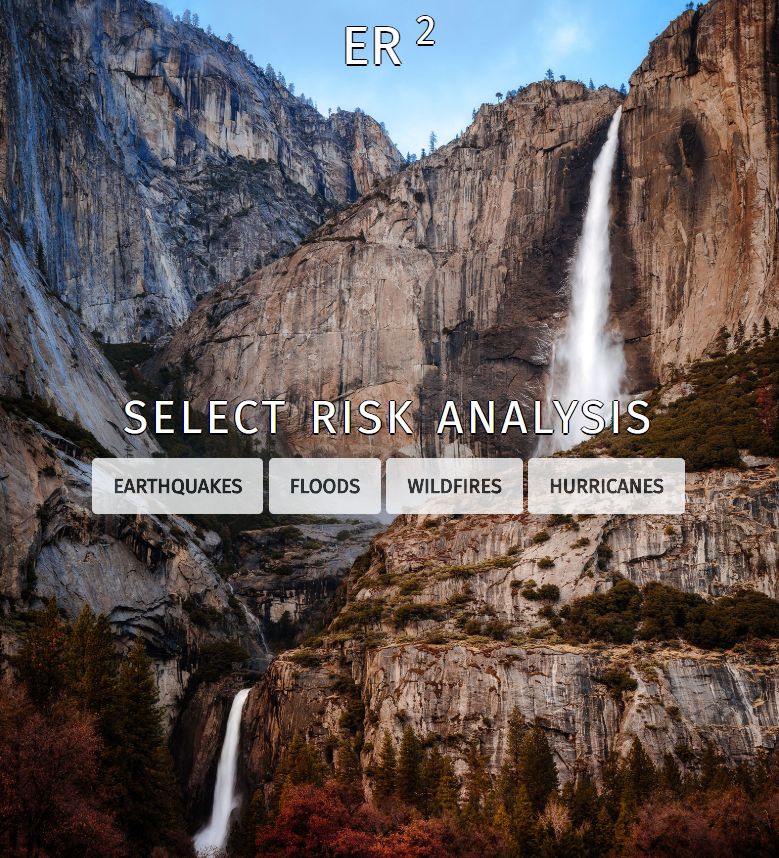 ER 2
SELECT RISK ANALYSIS
EARTHQUAKES FLOODS WILDFIRES HURRICANES